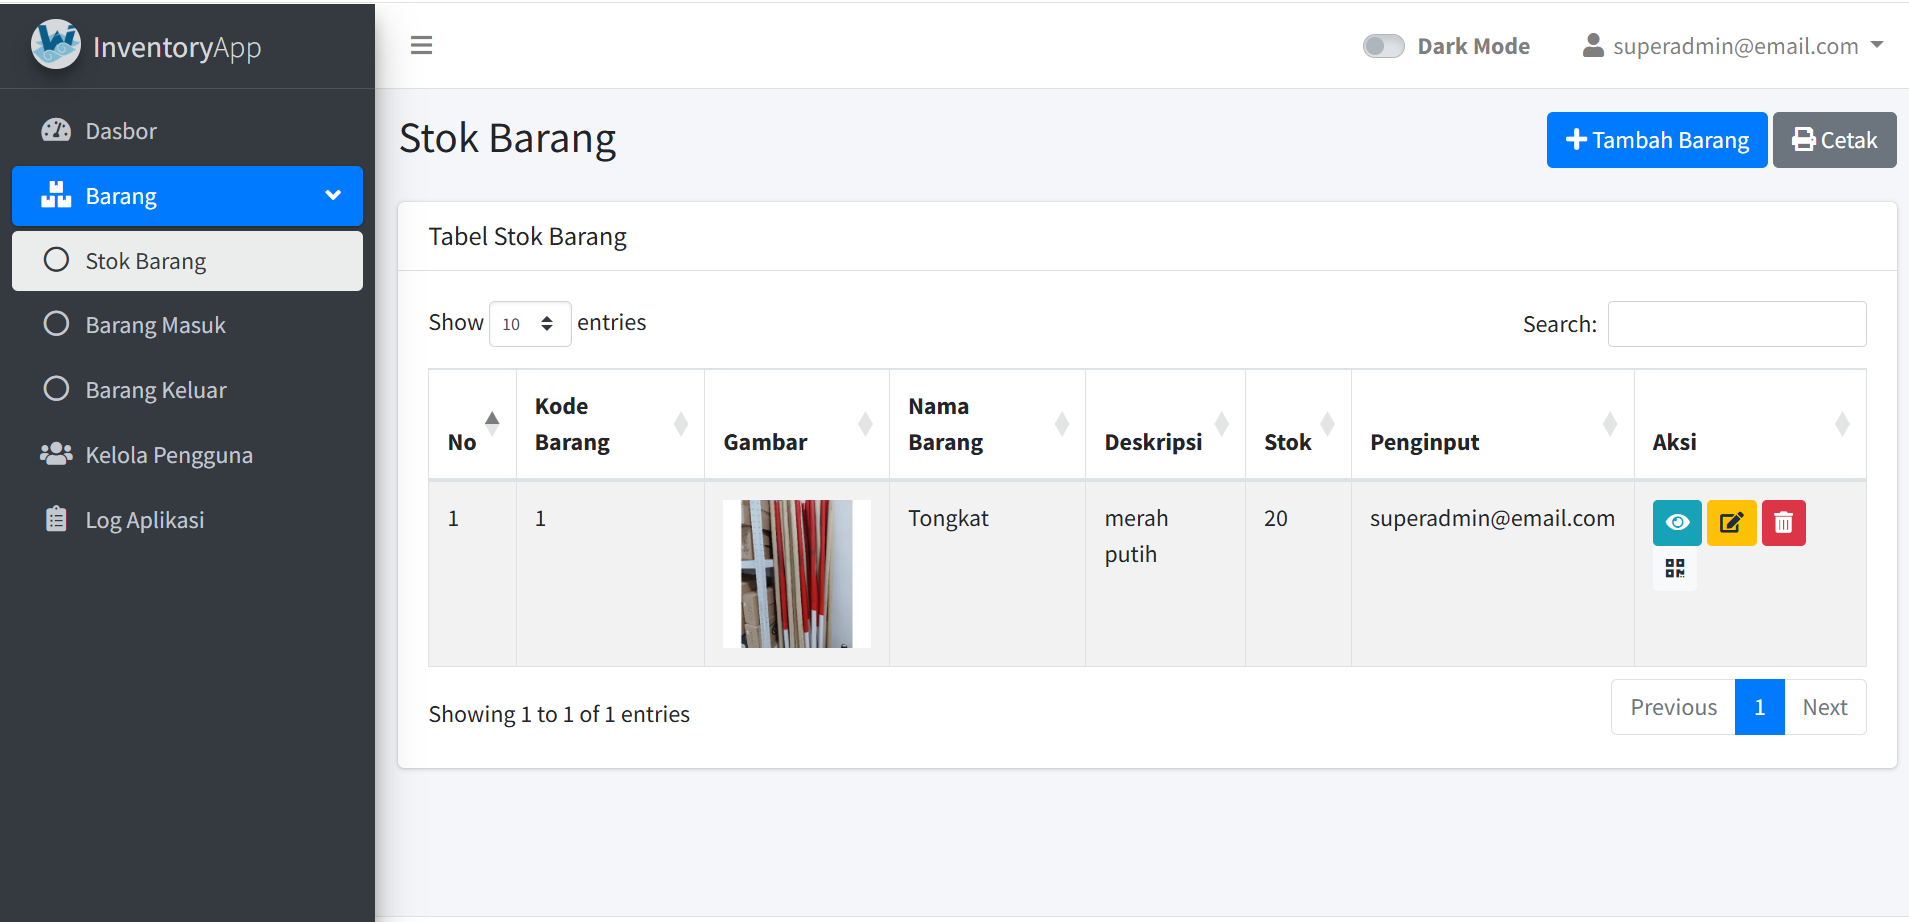 InventoryApp
Dark Mode
superadmin@email.com
Dasbor
Barang
Stok Barang
Barang Masuk
Barang Keluar
Kelola Pengguna
Log Aplikasi
Stok Barang
Tambah Barang
Cetak
Tabel Stok Barang
Show 10 entries
Search:
No
Kode
Barang
Gambar
Nama
Barang
Deskripsi
Stok
Penginput
Aksi
1
1
Tongkat
merah
putih
20
superadmin@email.com
Showing 1 to 1 of 1 entries
Previous
1
Next